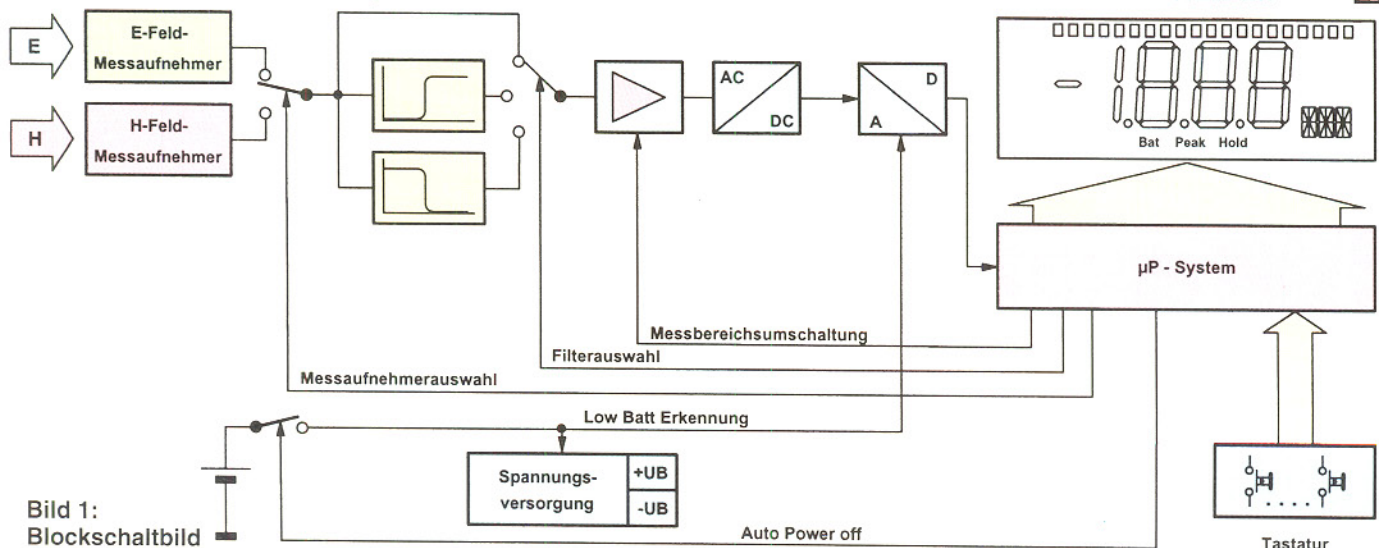 E
E-Feld-
Messaufnehmer
H
H-Feld-
Messaufnehmer
AC
DC
D
A
Bat Peak Hold
µP - System
Messbereichsumschaltung
Filterauswahl
Messaufnehmerauswahl
Low Batt Erkennung
Spannungs-
versorgung
+UB
-UB
Auto Power off
Tastatur
Bild 1:
Blockschaltbild